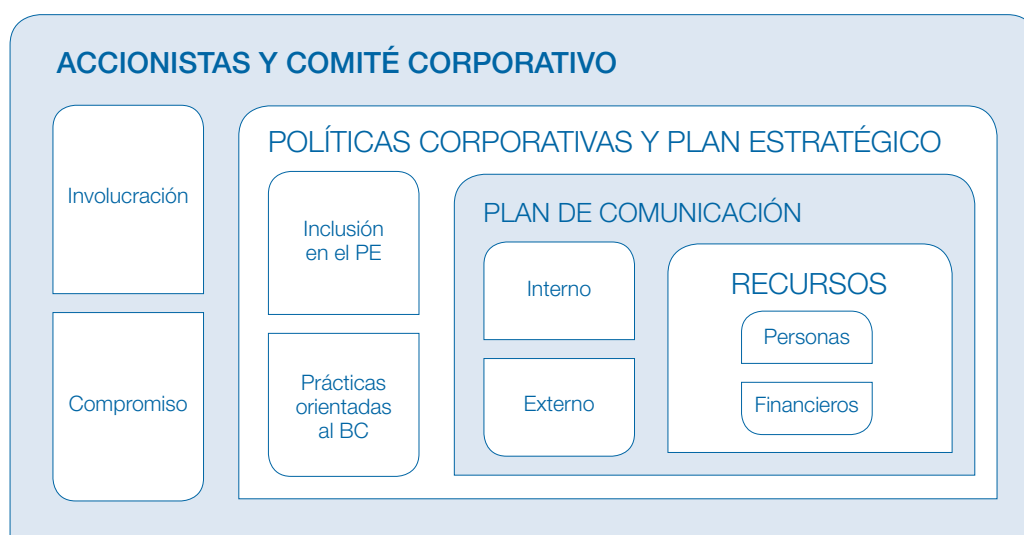 ACCIONISTAS Y COMITÉ CORPORATIVO
Involucración
Compromiso
POLÍTICAS CORPORATIVAS Y PLAN ESTRATÉGICO
Inclusión
en el PE
Prácticas
orientadas
al BC
PLAN DE COMUNICACIÓN
Interno
Externo
RECURSOS
Personas
Financieros